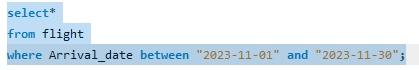 select*
from flight
where Arrival_date between "2023-11-01" and "2023-11-30";